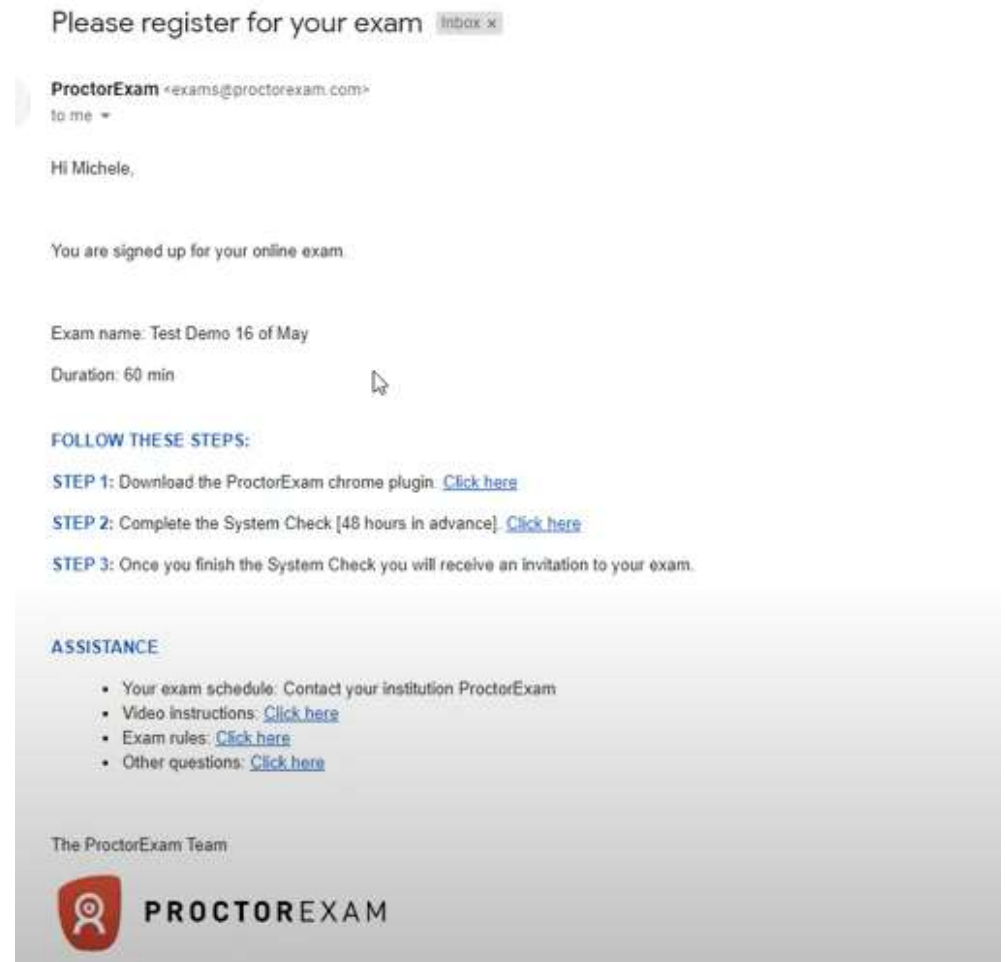 Please register for your exam Inbox x
ProctorExam <exams@proctorexam.com>
to me
Hi Michele,
You are signed up for your online exam.
Exam name: Test Demo 16 of May
Duration: 60 min
FOLLOW THESE STEPS:
STEP 1: Download the ProctorExam chrome plugin. Click here
STEP 2: Complete the System Check [48 hours in advance]. Click here
STEP 3: Once you finish the System Check you will receive an invitation to your exam.
ASSISTANCE
• Your exam schedule: Contact your institution ProctorExam
• Video instructions: Click here
• Exam rules: Click here
• Other questions: Click here
The ProctorExam Team
PROCTOREXAM